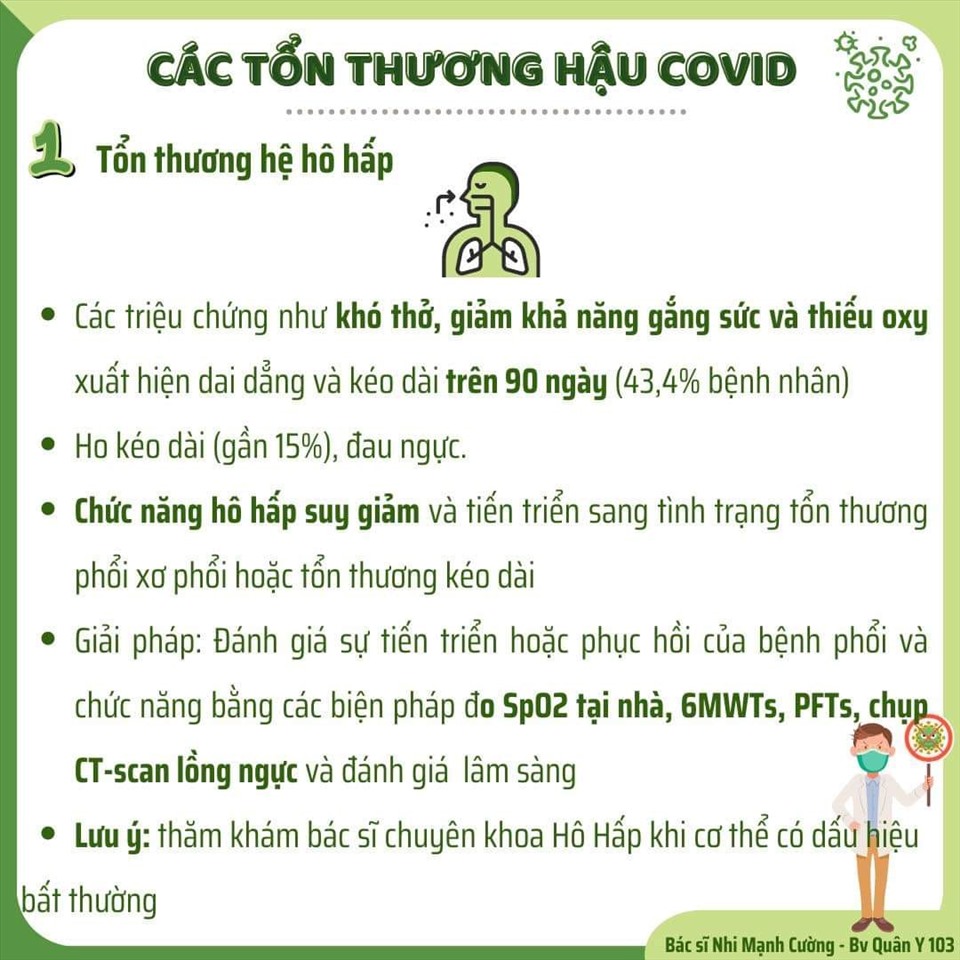 CÁC TỔN THƯƠNG HẬU COVID
1 Tổn thương hệ hô hấp
• Các triệu chứng như khó thở, giảm khả năng gắng sức và thiếu oxy
xuất hiện dai dẳng và kéo dài trên 90 ngày (43,4% bệnh nhân)
• Ho kéo dài (gần 15%), đau ngực.
• Chức năng hô hấp suy giảm và tiến triển sang tình trạng tổn thương
phổi xơ phổi hoặc tổn thương kéo dài
• Giải pháp: Đánh giá sự tiến triển hoặc phục hồi của bệnh phổi và
chức năng bằng các biện pháp đo SpO2 tại nhà, 6MWTs, PFTs, chụp
CT-scan lồng ngực và đánh giá lâm sàng
• Lưu ý: thăm khám bác sĩ chuyên khoa Hô Hấp khi cơ thể có dấu hiệu
bất thường
Bác sĩ Nhi Mạnh Cường - Bv Quân Y 103